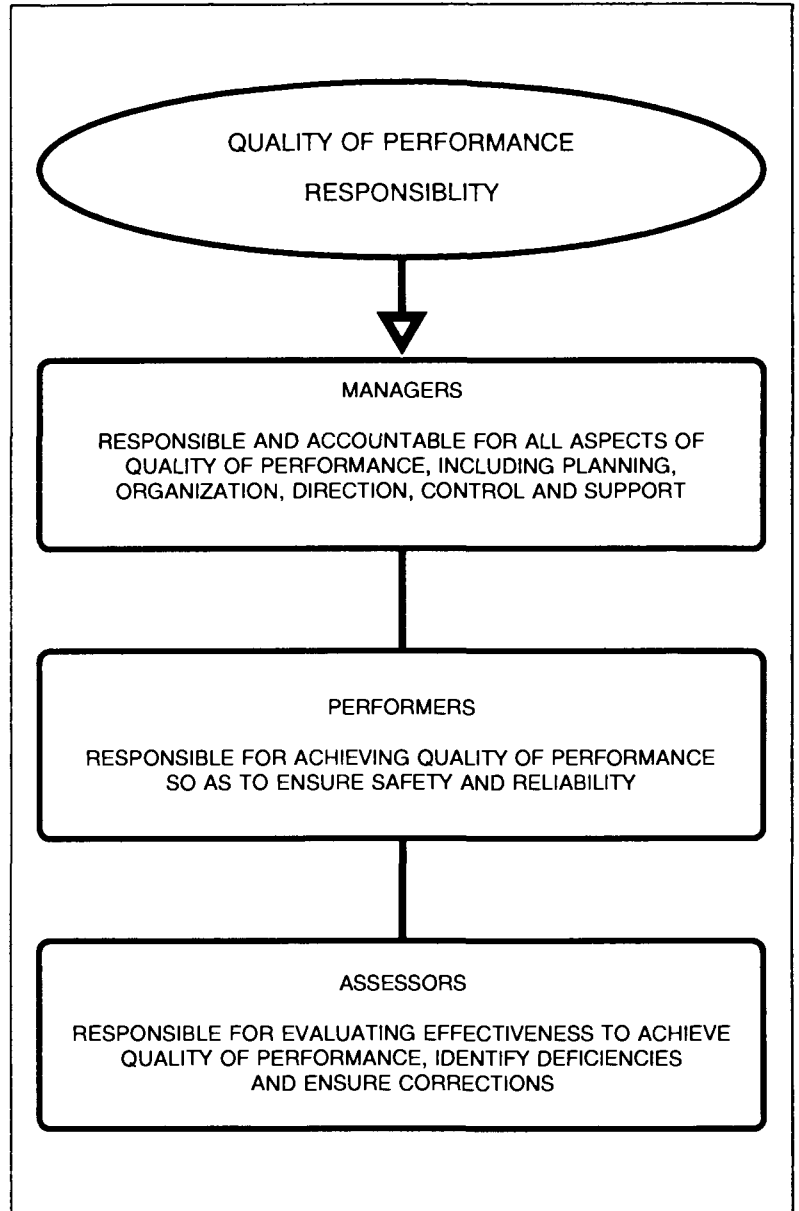 QUALITY OF PERFORMANCE
RESPONSIBLITY
MANAGERS
RESPONSIBLE AND ACCOUNTABLE FOR ALL ASPECTS OF
QUALITY OF PERFORMANCE, INCLUDING PLANNING,
ORGANIZATION, DIRECTION, CONTROL AND SUPPORT
PERFORMERS
RESPONSIBLE FOR ACHIEVING QUALITY OF PERFORMANCE
SO AS TO ENSURE SAFETY AND RELIABILITY
ASSESSORS
RESPONSIBLE FOR EVALUATING EFFECTIVENESS TO ACHIEVE
QUALITY OF PERFORMANCE, IDENTIFY DEFICIENCIES
AND ENSURE CORRECTIONS